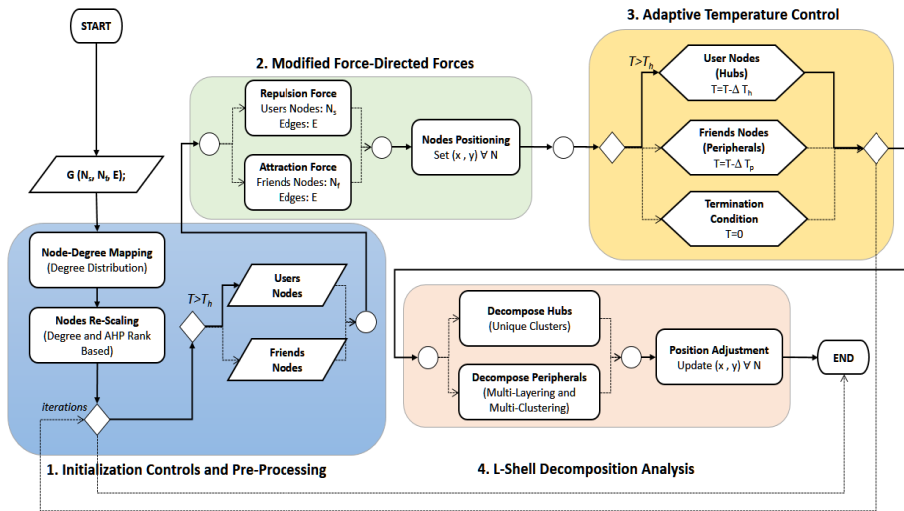 START
G (Ns, Nf, E);
1. Initialization Controls and Pre-Processing
Node-Degree Mapping
(Degree Distribution)
Nodes Re-Scaling
(Degree and AHP Rank
Based)
iterations
T>Th
Users
Nodes
Friends
Nodes
2. Modified Force-Directed Forces
Repulsion Force
Users Nodes: Ns
Edges: E
Attraction Force
Friends Nodes: Nf
Edges: E
Nodes Positioning
Set (x , y) ∀ N
3. Adaptive Temperature Control
T>Th
User Nodes
(Hubs)
T=T-Δ Th
Friends Nodes
(Peripherals)
T=T-Δ Tp
Termination
Condition
T=0
4. L-Shell Decomposition Analysis
Decompose Hubs
(Unique Clusters)
Decompose Peripherals
(Multi-Layering and
Multi-Clustering)
Position Adjustment
Update (x , y) ∀ N
END